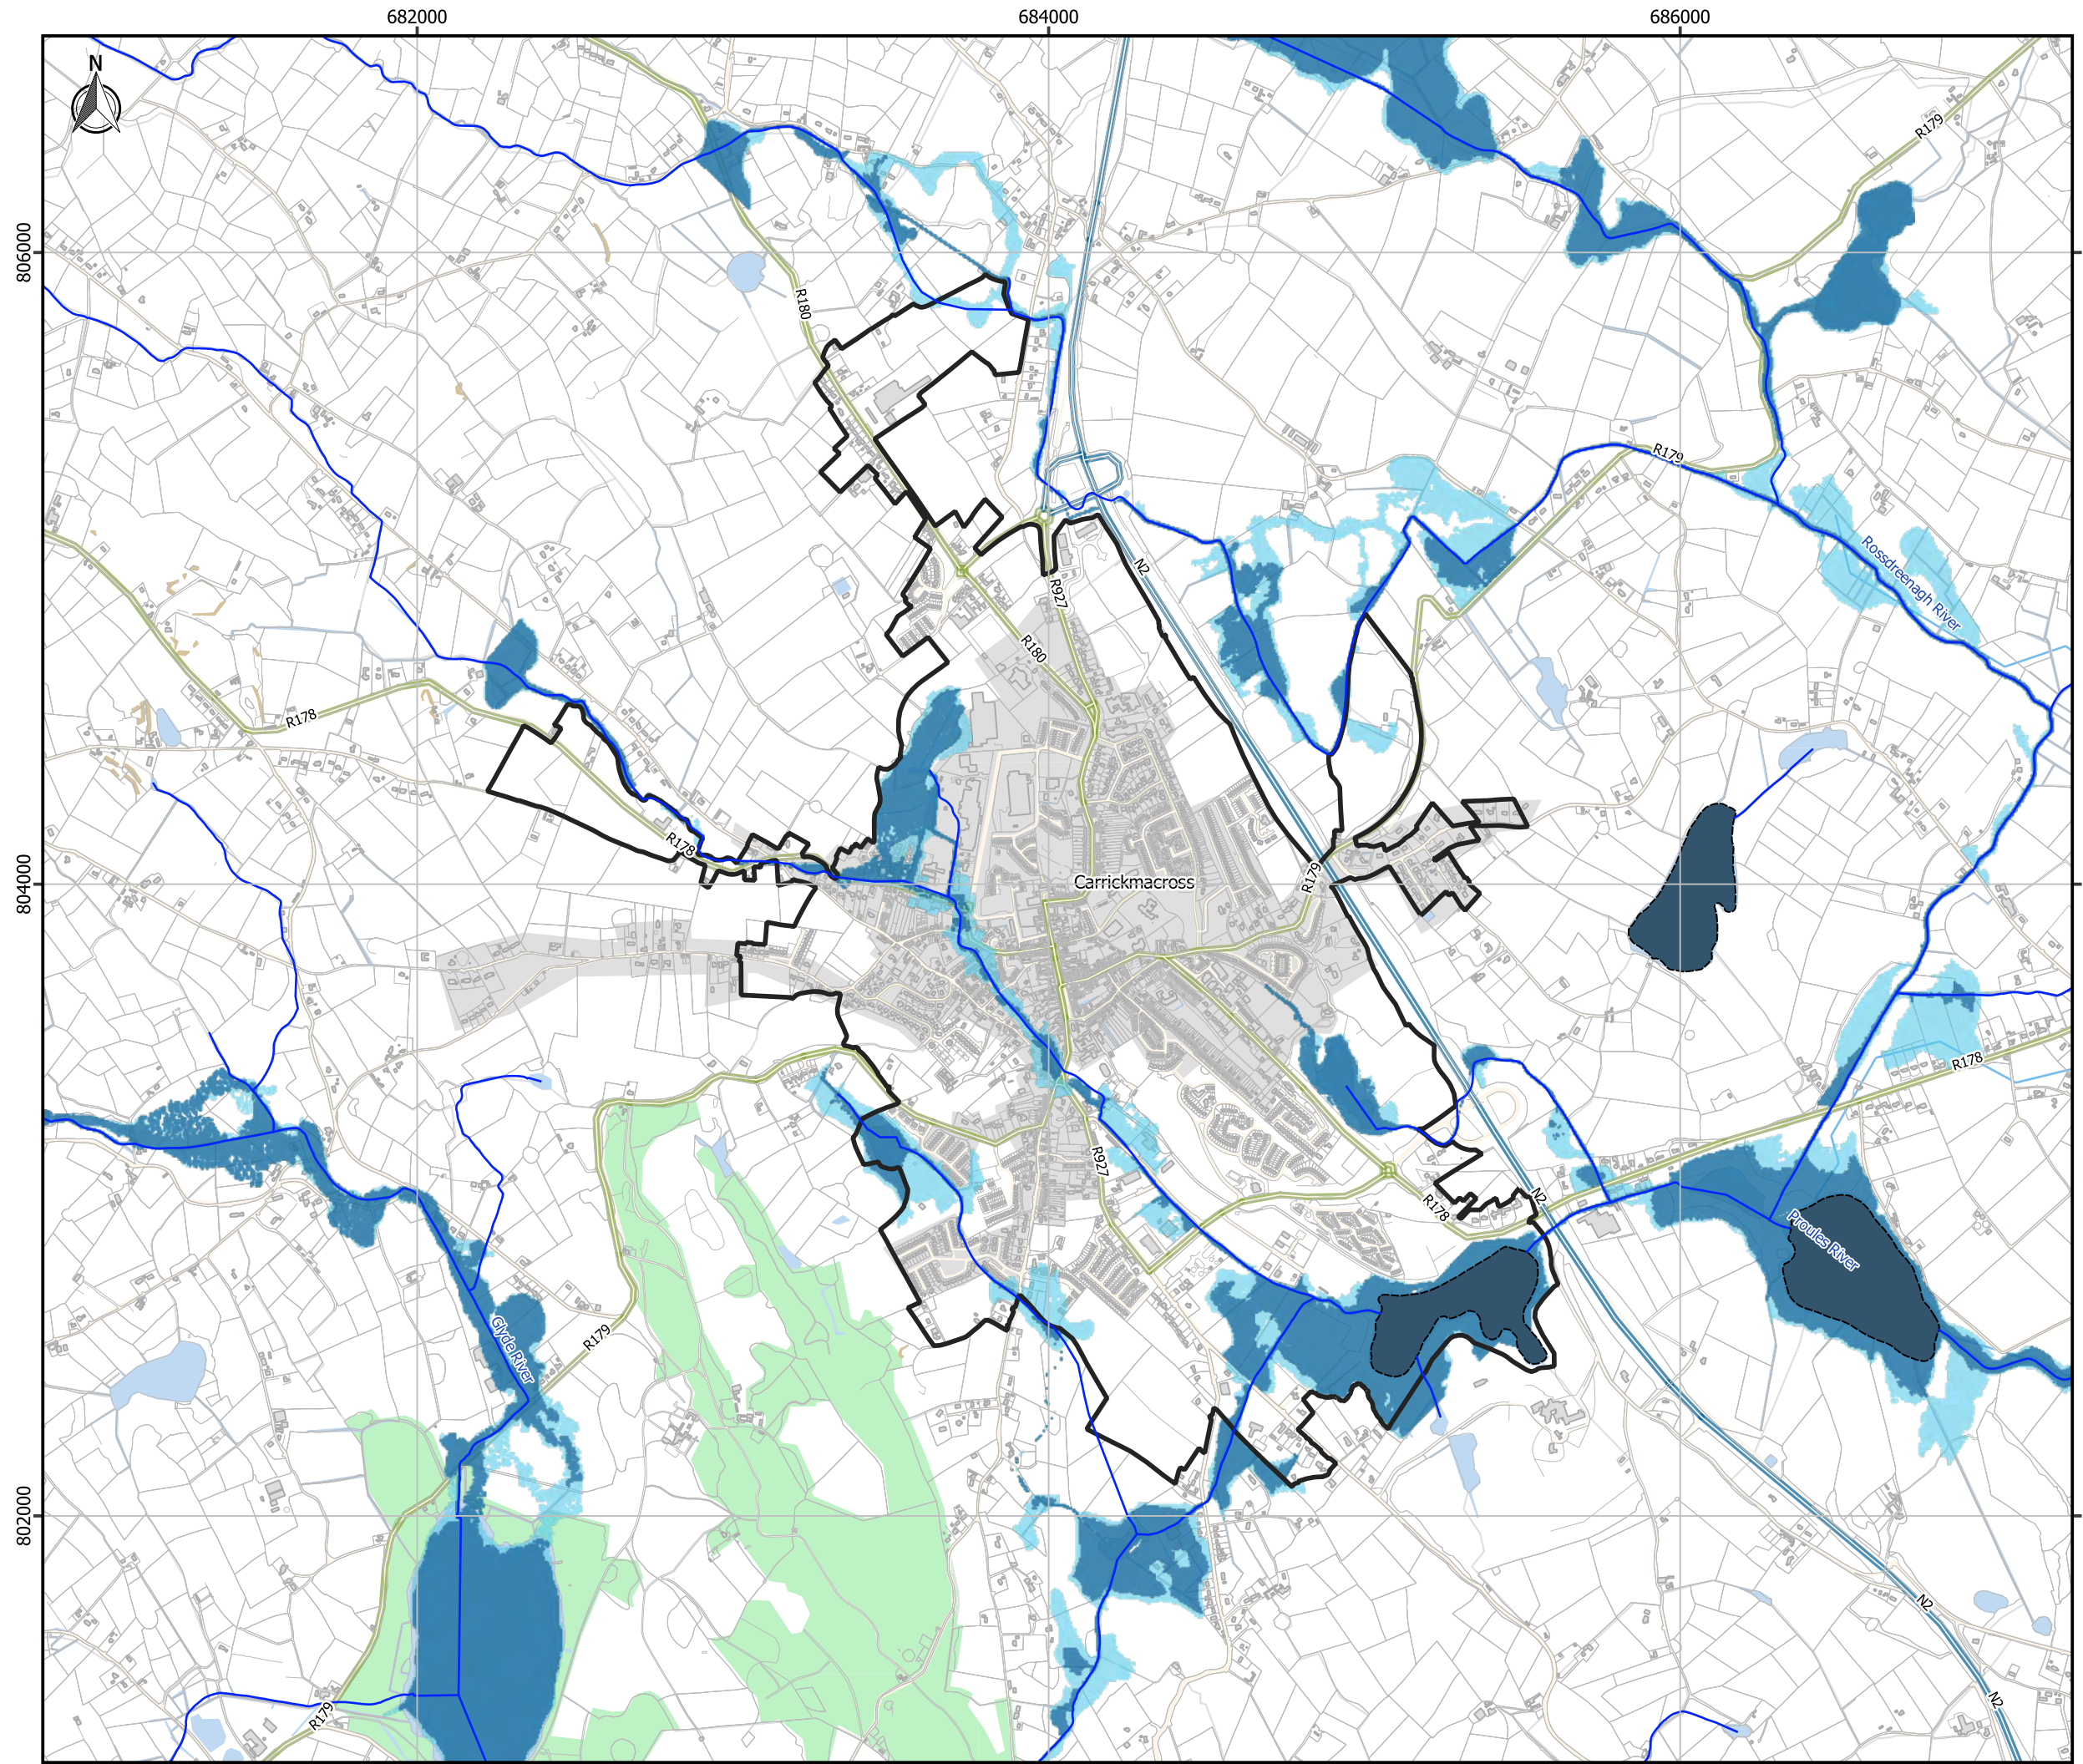 682000
684000
686000
N
R179
806000
R180
R179
N2
Rossdreenagh River
R927
R180
R178
R178
804000
Carrickmacross
R179
R178
R927
N2
R178
Proules River
Glyde River
R179
802000
N2
R179
N2